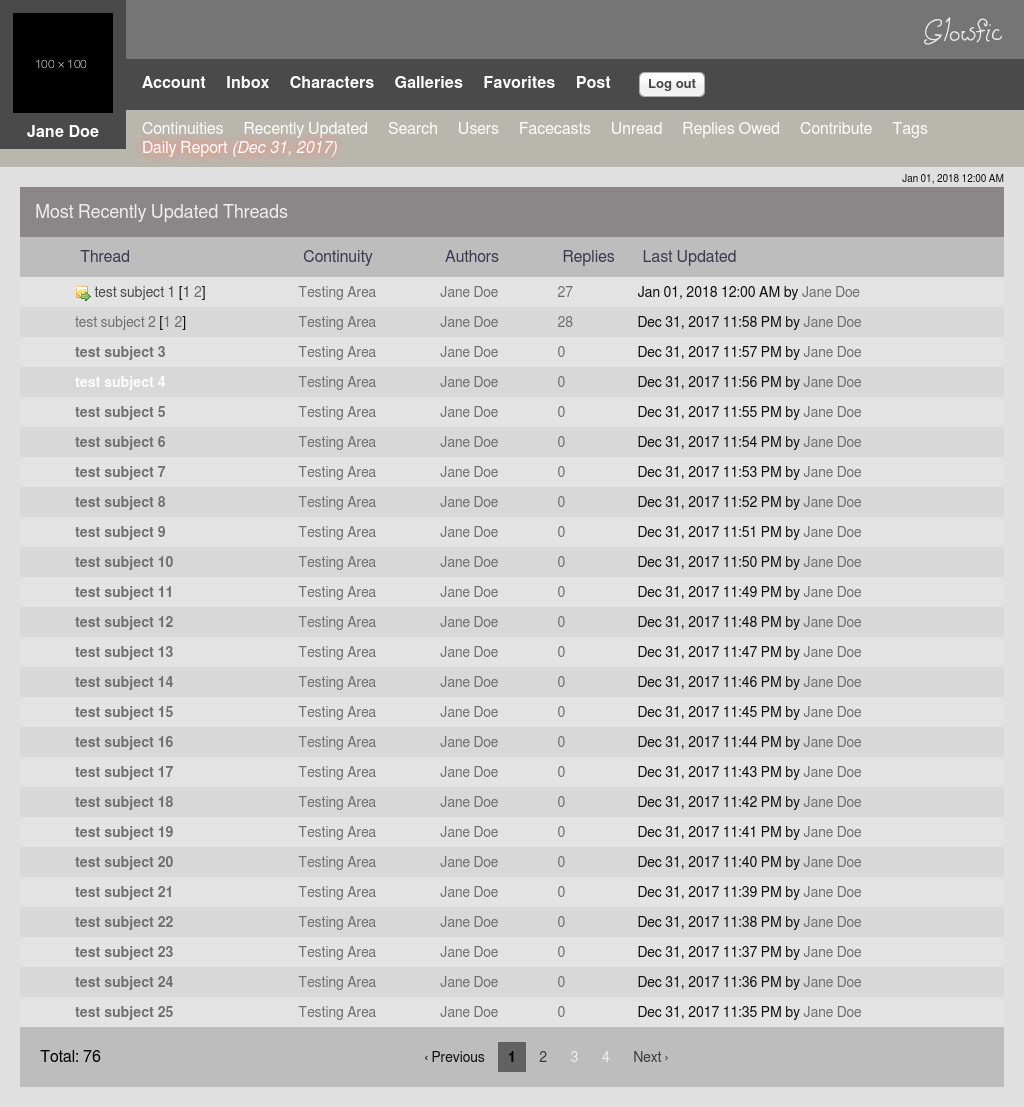 100 × 100
Jane Doe
Glowfic
Account Inbox Characters Galleries Favorites Post Log out
Continuities Recently Updated Search Users Facecasts Unread Replies Owed Contribute Tags
Daily Report (Dec 31, 2017)
Jan 01, 2018 12:00 AM
Most Recently Updated Threads
Thread Continuity Authors Replies Last Updated
test subject 1 [1 2] Testing Area Jane Doe 27 Jan 01, 2018 12:00 AM by Jane Doe
test subject 2 [1 2] Testing Area Jane Doe 28 Dec 31, 2017 11:58 PM by Jane Doe
test subject 3 Testing Area Jane Doe 0 Dec 31, 2017 11:57 PM by Jane Doe
test subject 4 Testing Area Jane Doe 0 Dec 31, 2017 11:56 PM by Jane Doe
test subject 5 Testing Area Jane Doe 0 Dec 31, 2017 11:55 PM by Jane Doe
test subject 6 Testing Area Jane Doe 0 Dec 31, 2017 11:54 PM by Jane Doe
test subject 7 Testing Area Jane Doe 0 Dec 31, 2017 11:53 PM by Jane Doe
test subject 8 Testing Area Jane Doe 0 Dec 31, 2017 11:52 PM by Jane Doe
test subject 9 Testing Area Jane Doe 0 Dec 31, 2017 11:51 PM by Jane Doe
test subject 10 Testing Area Jane Doe 0 Dec 31, 2017 11:50 PM by Jane Doe
test subject 11 Testing Area Jane Doe 0 Dec 31, 2017 11:49 PM by Jane Doe
test subject 12 Testing Area Jane Doe 0 Dec 31, 2017 11:48 PM by Jane Doe
test subject 13 Testing Area Jane Doe 0 Dec 31, 2017 11:47 PM by Jane Doe
test subject 14 Testing Area Jane Doe 0 Dec 31, 2017 11:46 PM by Jane Doe
test subject 15 Testing Area Jane Doe 0 Dec 31, 2017 11:45 PM by Jane Doe
test subject 16 Testing Area Jane Doe 0 Dec 31, 2017 11:44 PM by Jane Doe
test subject 17 Testing Area Jane Doe 0 Dec 31, 2017 11:43 PM by Jane Doe
test subject 18 Testing Area Jane Doe 0 Dec 31, 2017 11:42 PM by Jane Doe
test subject 19 Testing Area Jane Doe 0 Dec 31, 2017 11:41 PM by Jane Doe
test subject 20 Testing Area Jane Doe 0 Dec 31, 2017 11:40 PM by Jane Doe
test subject 21 Testing Area Jane Doe 0 Dec 31, 2017 11:39 PM by Jane Doe
test subject 22 Testing Area Jane Doe 0 Dec 31, 2017 11:38 PM by Jane Doe
test subject 23 Testing Area Jane Doe 0 Dec 31, 2017 11:37 PM by Jane Doe
test subject 24 Testing Area Jane Doe 0 Dec 31, 2017 11:36 PM by Jane Doe
test subject 25 Testing Area Jane Doe 0 Dec 31, 2017 11:35 PM by Jane Doe
Total: 76 ‹ Previous 1 2 3 4 Next ›